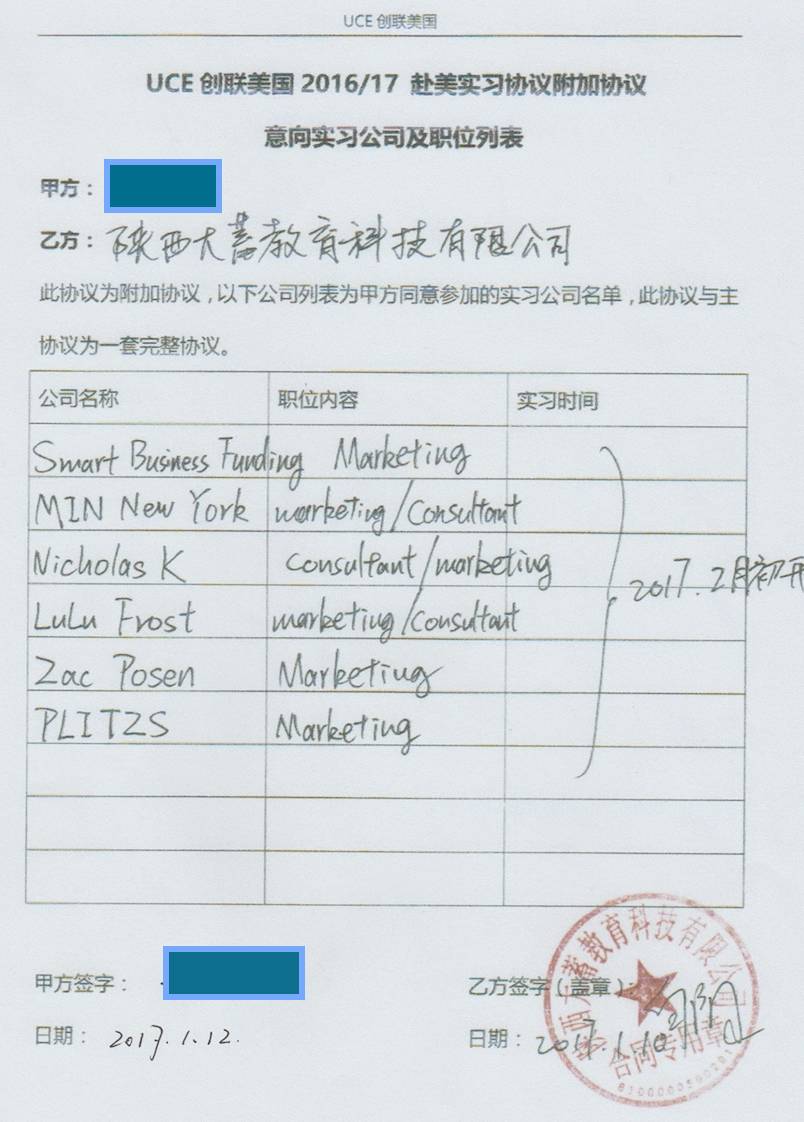 UCE 创联美国
UCE 创联美国 2016/17 赴美实习协议附加协议
意向实习公司及职位列表
甲方：
乙方：陕西大蓄教育科技有限公司
此协议为附加协议，以下公司列表为甲方同意参加的实习公司名单，此协议与主
协议为一套完整协议。
公司名称 职位内容 实习时间
Smart Business Funding Marketing
MIN New York marketing/Consultant
Nicholas K Consultant/marketing
2017.2月初开
LuLu Frost marketing/Consultant
Zac Posen Marketing
PLITZS Marketing
甲方签字： 乙方签字（盖章）：
日期：2017.1.12. 日期：2017.1.10
陕西大蓄教育科技有限公司
合同专用章